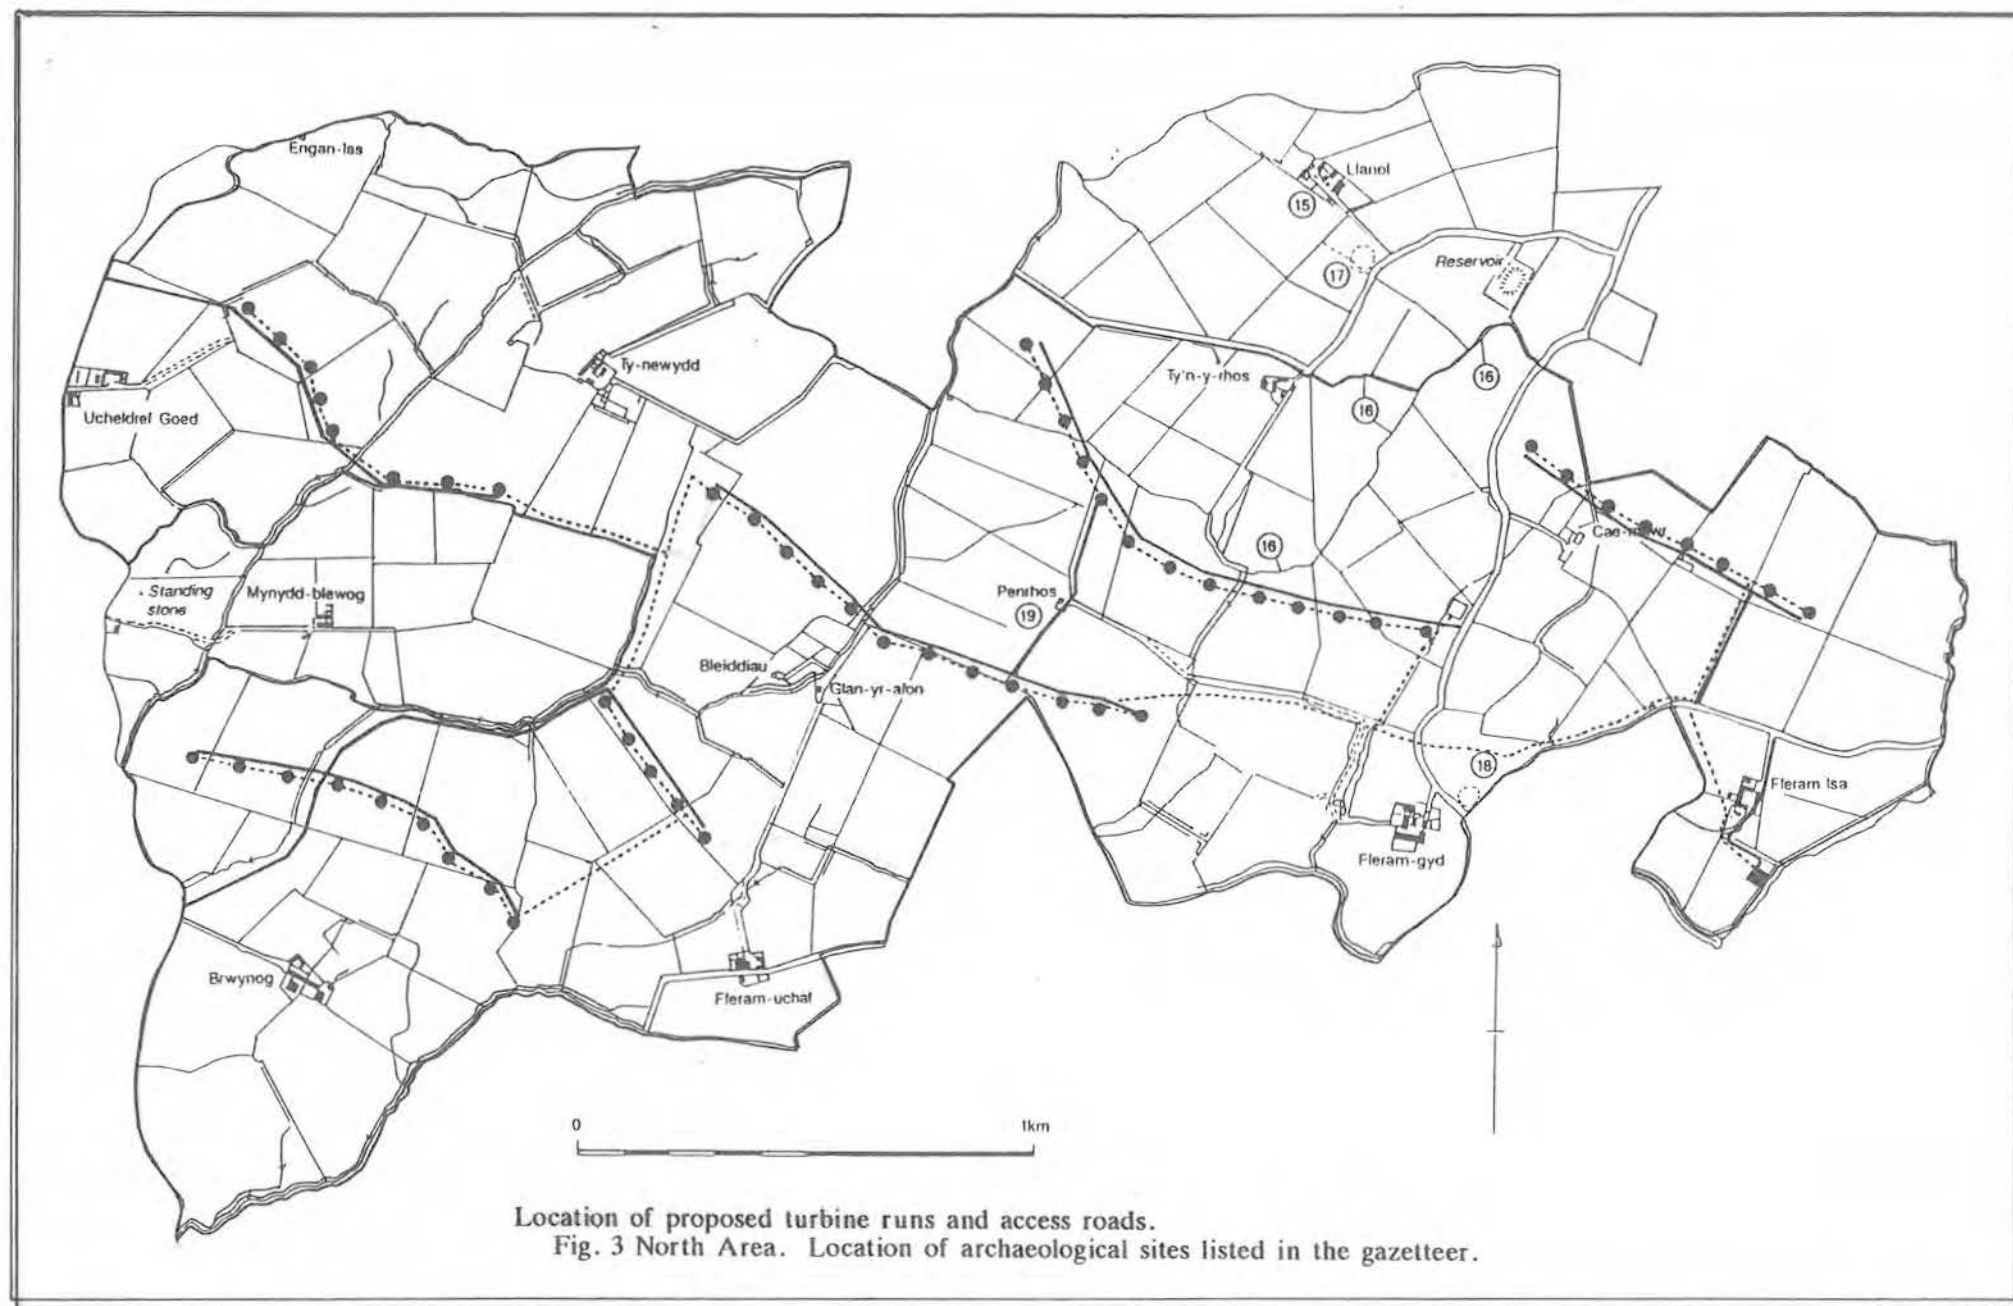 Engan-las
Llanol
15
17
Reservoir
Ty-newydd
Ty'n-y-rhos
16
16
Ucheldref Goed
Cae-mawr
16
Standing
stone
Mynydd-blewog
Penrhos
19
Bleiddiau
Glan-yr-afon
18
Fferam Isa
Fferam-gyd
Brwynog
Fferam-uchaf
0
1km
Location of proposed turbine runs and access roads.
Fig. 3 North Area. Location of archaeological sites listed in the gazetteer.